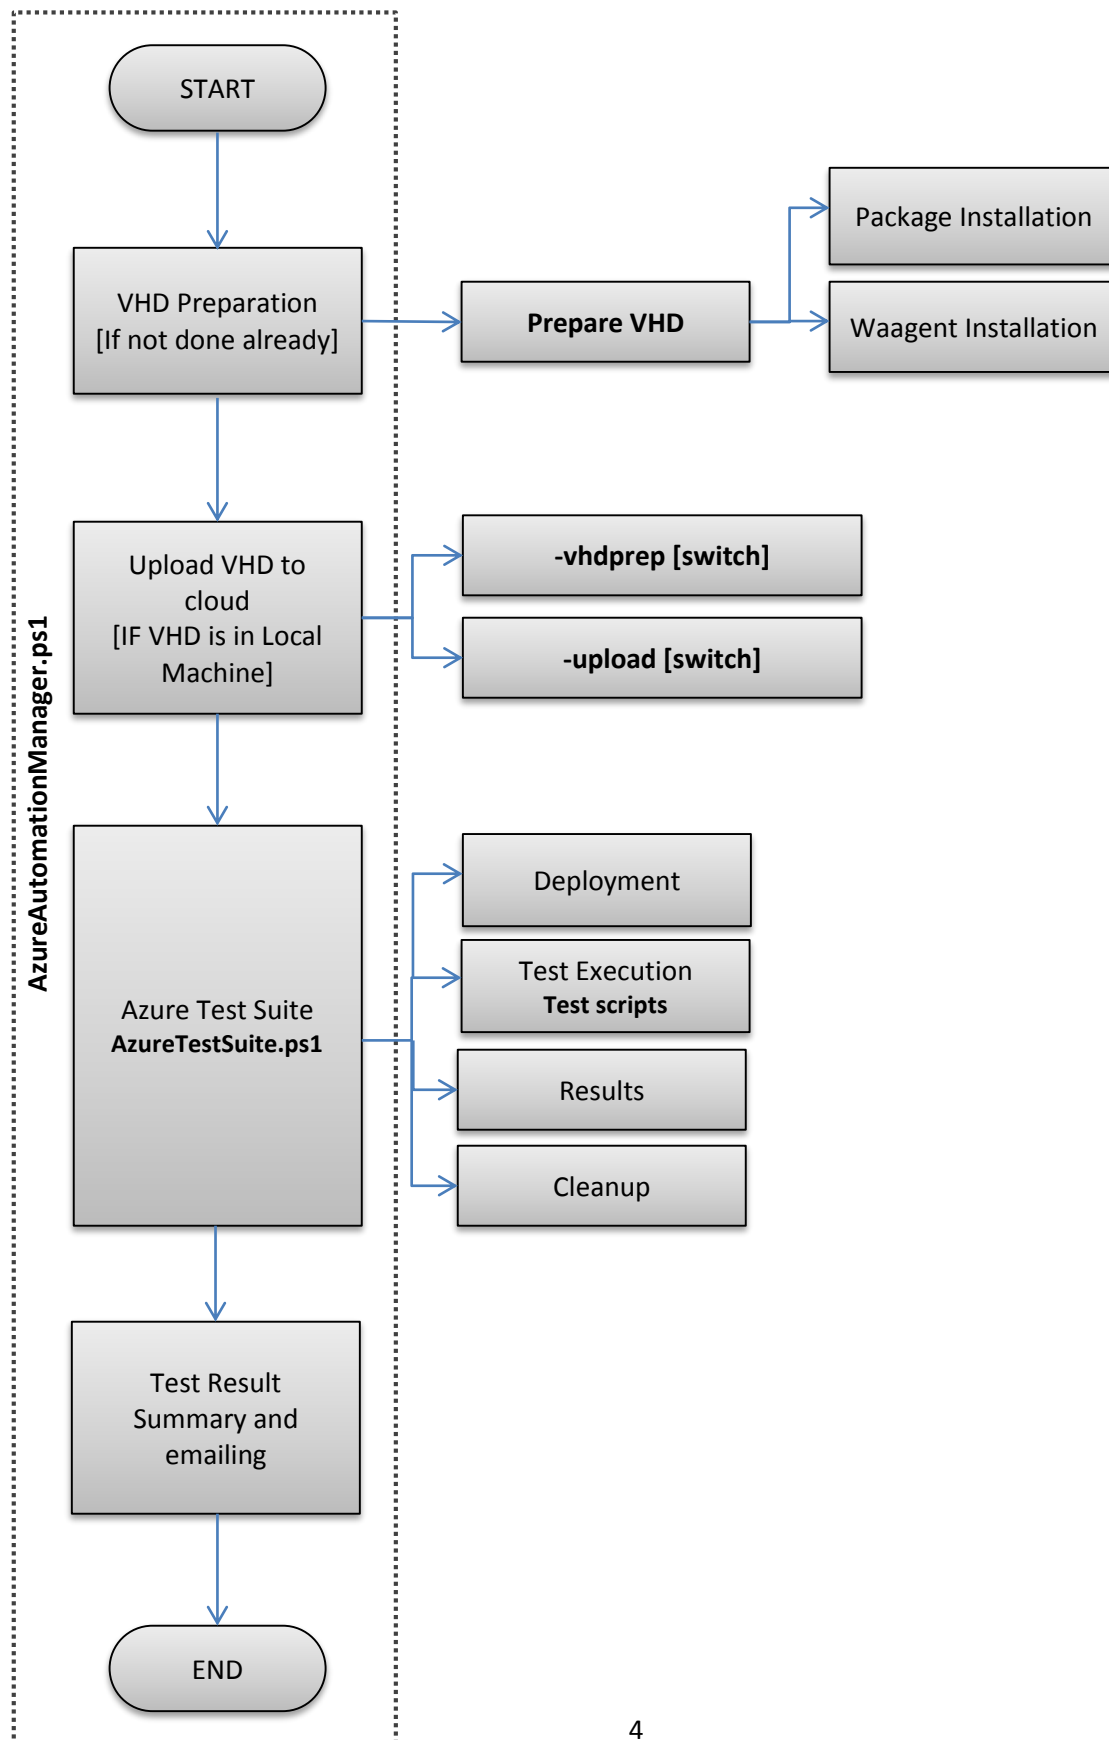 START
VHD Preparation
[If not done already]
Prepare VHD
Package Installation
Waagent Installation
Upload VHD to
cloud
[IF VHD is in Local
Machine]
-vhdprep [switch]
-upload [switch]
AzureAutomationManager.ps1
Azure Test Suite
AzureTestSuite.ps1
Deployment
Test Execution
Test scripts
Results
Cleanup
Test Result
Summary and
emailing
END
4